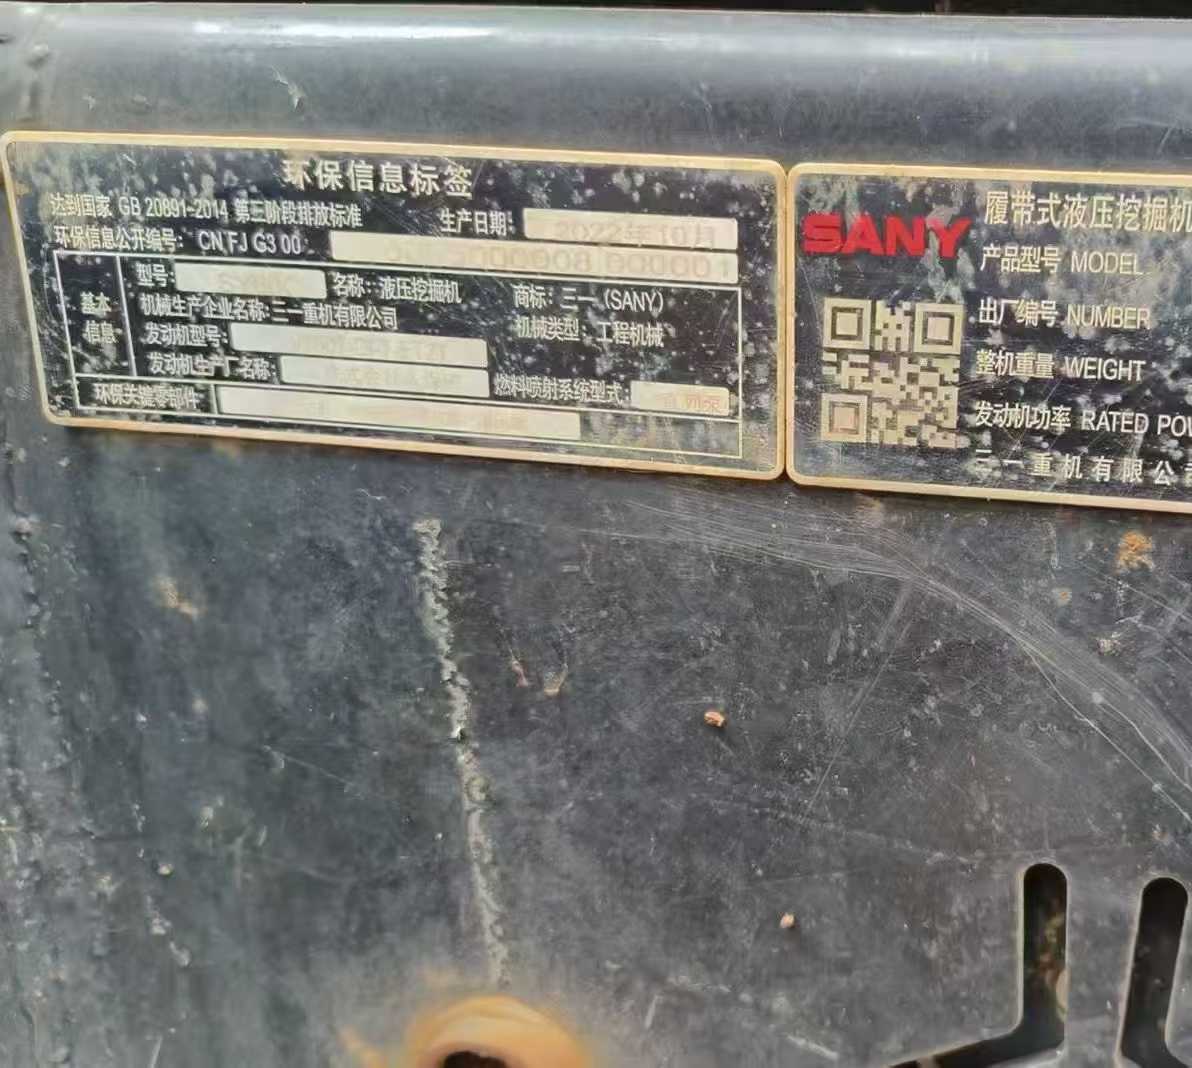 环保信息标签
达到国家 GB 20891-2014 第三阶段排放标准 生产日期: 2022年10月
环保信息公开编号: CN FJ G3 00 000008 000001
基本信息
型号: 名称: 液压挖掘机 商标: 三一 (SANY)
机械生产企业名称: 三一重机有限公司 机械类型: 工程机械
发动机型号:
发动机生产厂名称: 燃料喷射系统型式:
环保关键零部件
SANY
履带式液压挖掘机
产品型号 MODEL
出厂编号 NUMBER
整机重量 WEIGHT
发动机功率 RATED POW
三一重机有限公司